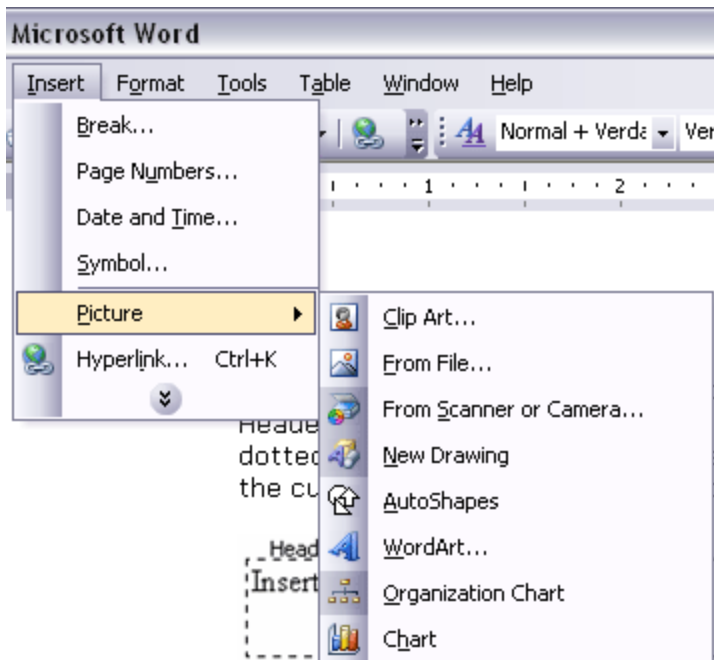 Microsoft Word
Insert Format Tools Table Window Help
Normal + Verda Ver
Break...
Page Numbers...
1 2
Date and Time...
Symbol...
Picture
Clip Art...
Hyperlink... Ctrl+K
From File...
From Scanner or Camera...
dotted
New Drawing
the cu
AutoShapes
Head
WordArt...
Insert
Organization Chart
Chart